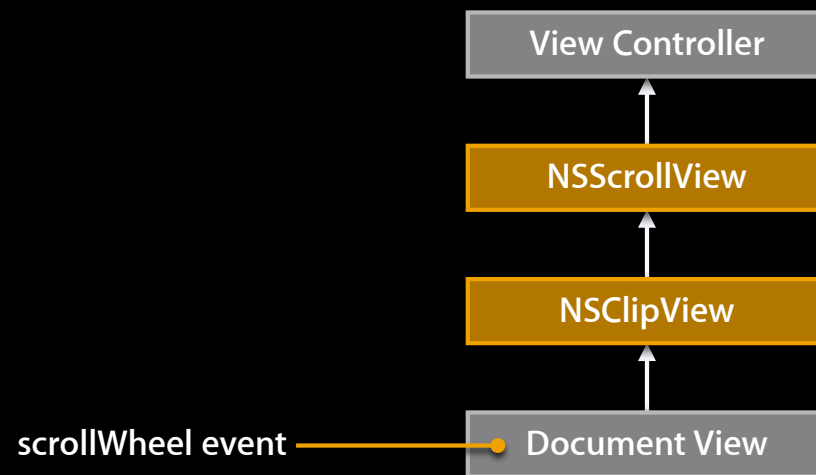 View Controller
NSScrollView
NSClipView
scrollWheel event
Document View